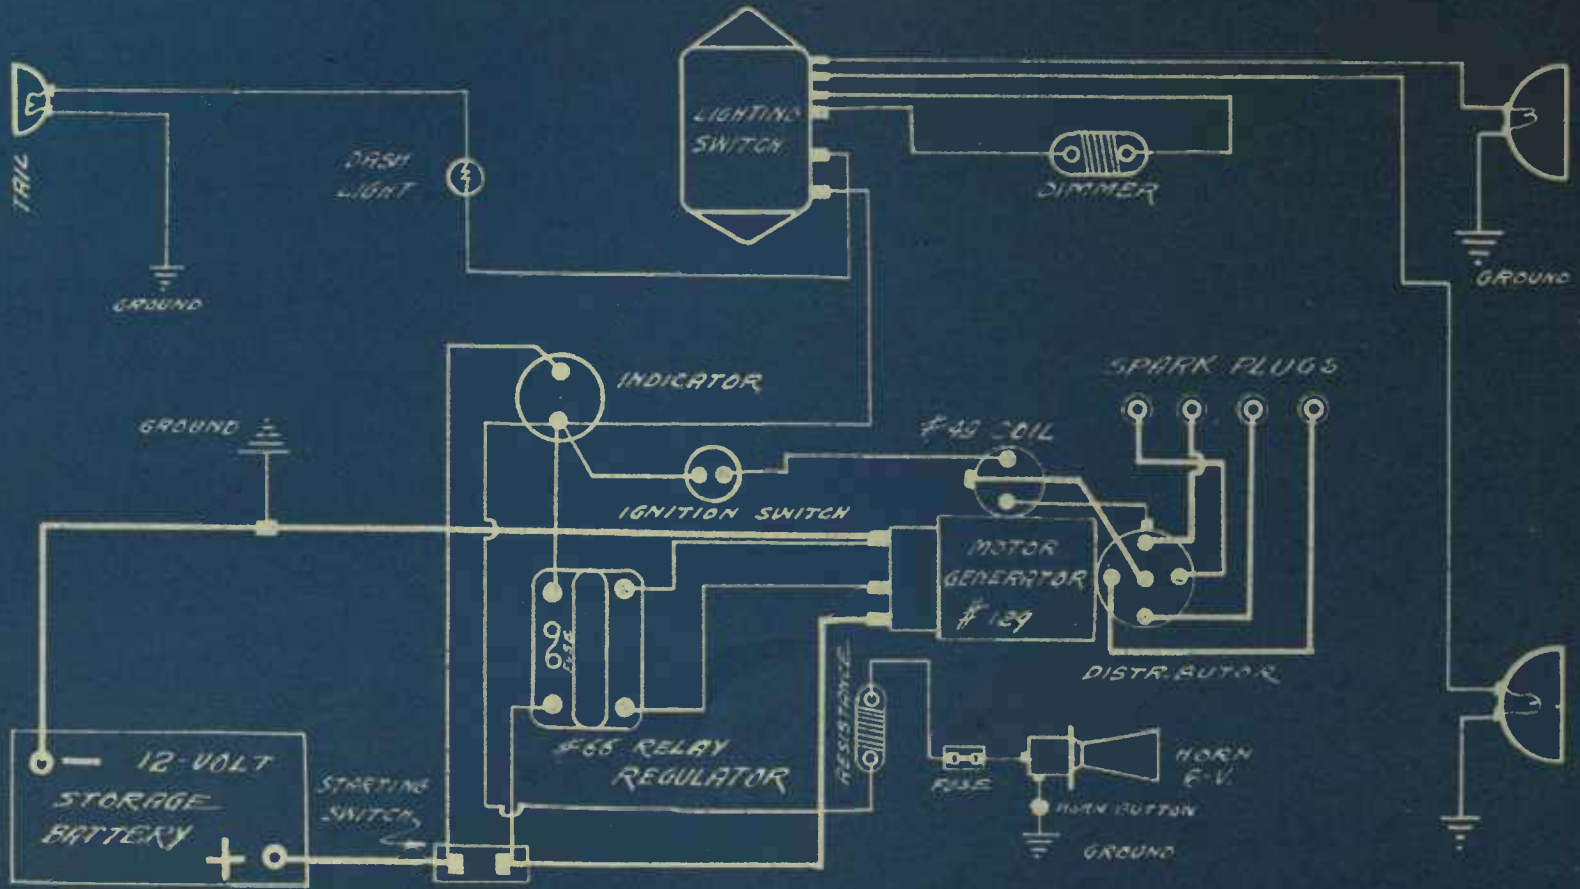 TAIL
GROUND
DASH
LIGHT
LIGHTING
SWITCH
DIMMER
GROUND
GROUND
INDICATOR
IGNITION SWITCH
#49 COIL
SPARK PLUGS
MOTOR
GENERATOR
#129
DISTRIBUTOR
FUSE
#66 RELAY
REGULATOR
RESISTANCE
FUSE
HORN
6-V.
HORN BUTTON
GROUND
12-VOLT
STORAGE
BATTERY
STARTING
SWITCH